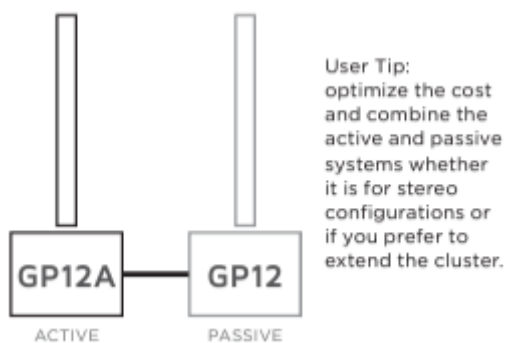 User Tip:
optimize the cost
and combine the
active and passive
systems whether
it is for stereo
configurations or
if you prefer to
extend the cluster.
GP12A
GP12
ACTIVE
PASSIVE